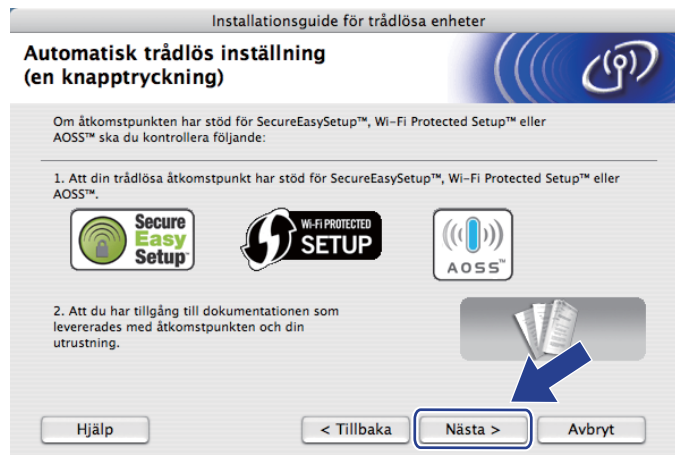 Installationsguide för trådlösa enheter
Automatisk trådlös inställning
(en knapptryckning)
Om åtkomstpunkten har stöd för SecureEasySetup™, Wi-Fi Protected Setup™ eller
AOSS™ ska du kontrollera följande:
1. Att din trådlösa åtkomstpunkt har stöd för SecureEasySetup™, Wi-Fi Protected Setup™ eller
AOSS™.
Secure
Easy
Setup™
Wi-Fi PROTECTED
SETUP
AOSS™
2. Att du har tillgång till dokumentationen som
levererades med åtkomstpunkten och din
utrustning.
Hjälp
< Tillbaka
Nästa >
Avbryt